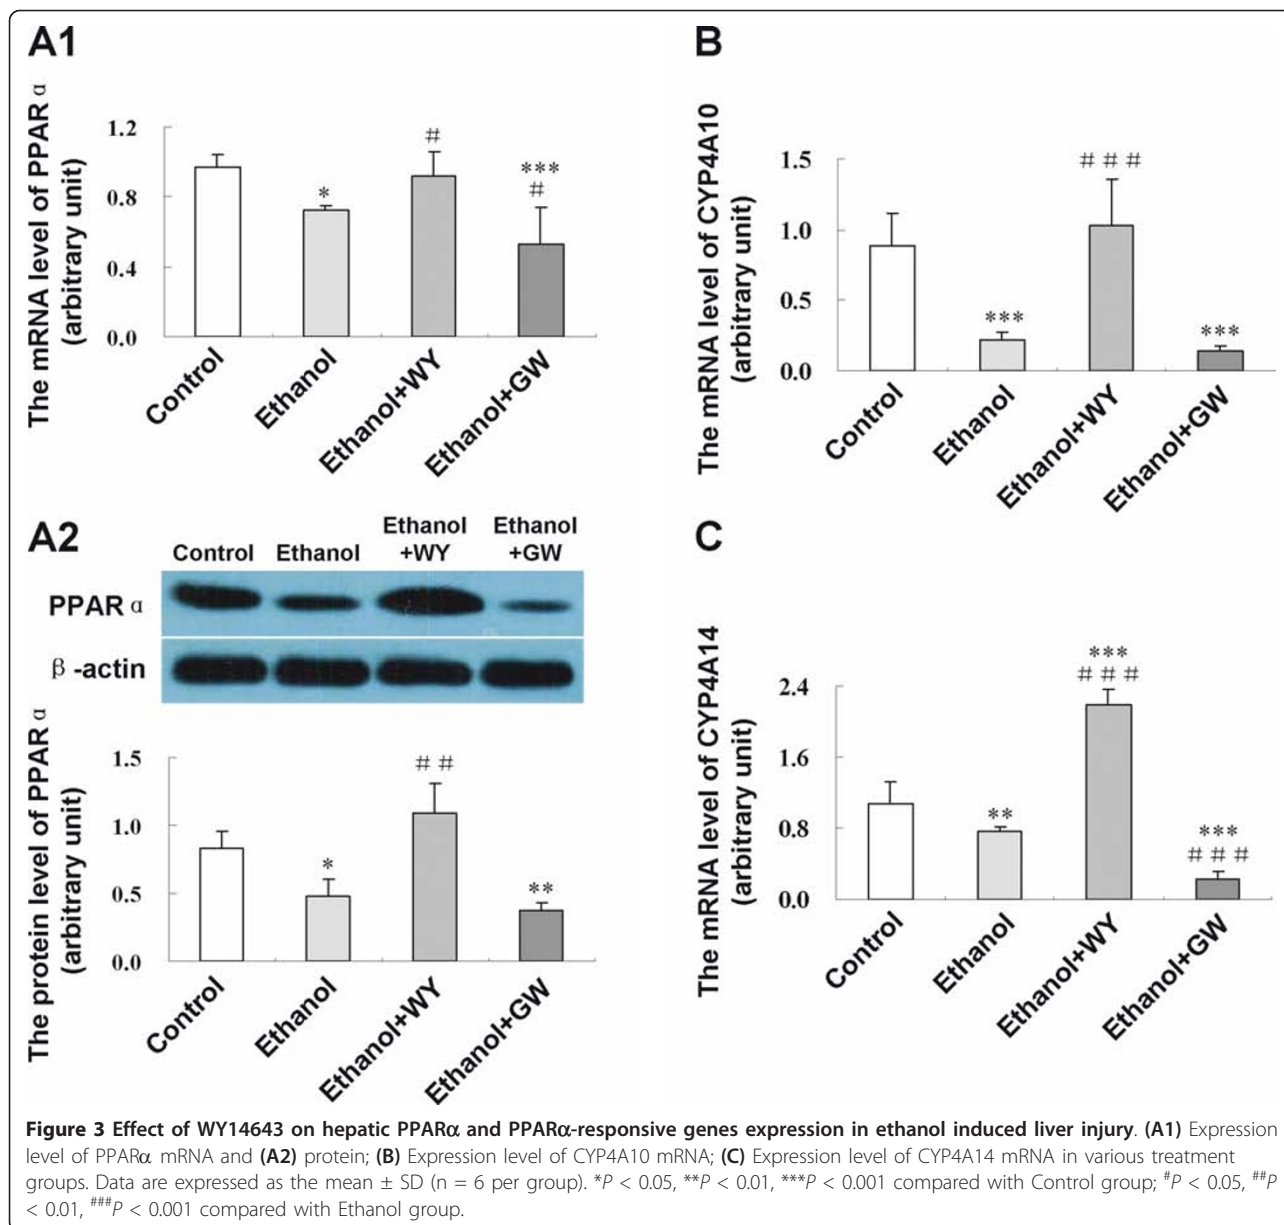 A1
The mRNA level of PPAR α
(arbitrary unit)
1.2
0.8
0.4
0.0
*
#
***
#
Control
Ethanol
Ethanol+WY
Ethanol+GW
B
The mRNA level of CYP4A10
(arbitrary unit)
1.5
1.0
0.5
0.0
***
# # #
***
Control
Ethanol
Ethanol+WY
Ethanol+GW
A2
Control Ethanol Ethanol +WY Ethanol +GW
PPAR α
β -actin
The protein level of PPAR α
(arbitrary unit)
1.5
1.0
0.5
0.0
*
# #
**
Control
Ethanol
Ethanol+WY
Ethanol+GW
C
The mRNA level of CYP4A14
(arbitrary unit)
2.4
1.6
0.8
0.0
**
***
# # #
***
# # #
Control
Ethanol
Ethanol+WY
Ethanol+GW
Figure 3 Effect of WY14643 on hepatic PPARα and PPARα-responsive genes expression in ethanol induced liver injury. (A1) Expression
level of PPARα mRNA and (A2) protein; (B) Expression level of CYP4A10 mRNA; (C) Expression level of CYP4A14 mRNA in various treatment
groups. Data are expressed as the mean ± SD (n = 6 per group). *P < 0.05, **P < 0.01, ***P < 0.001 compared with Control group; #P < 0.05, ##P
< 0.01, ###P < 0.001 compared with Ethanol group.